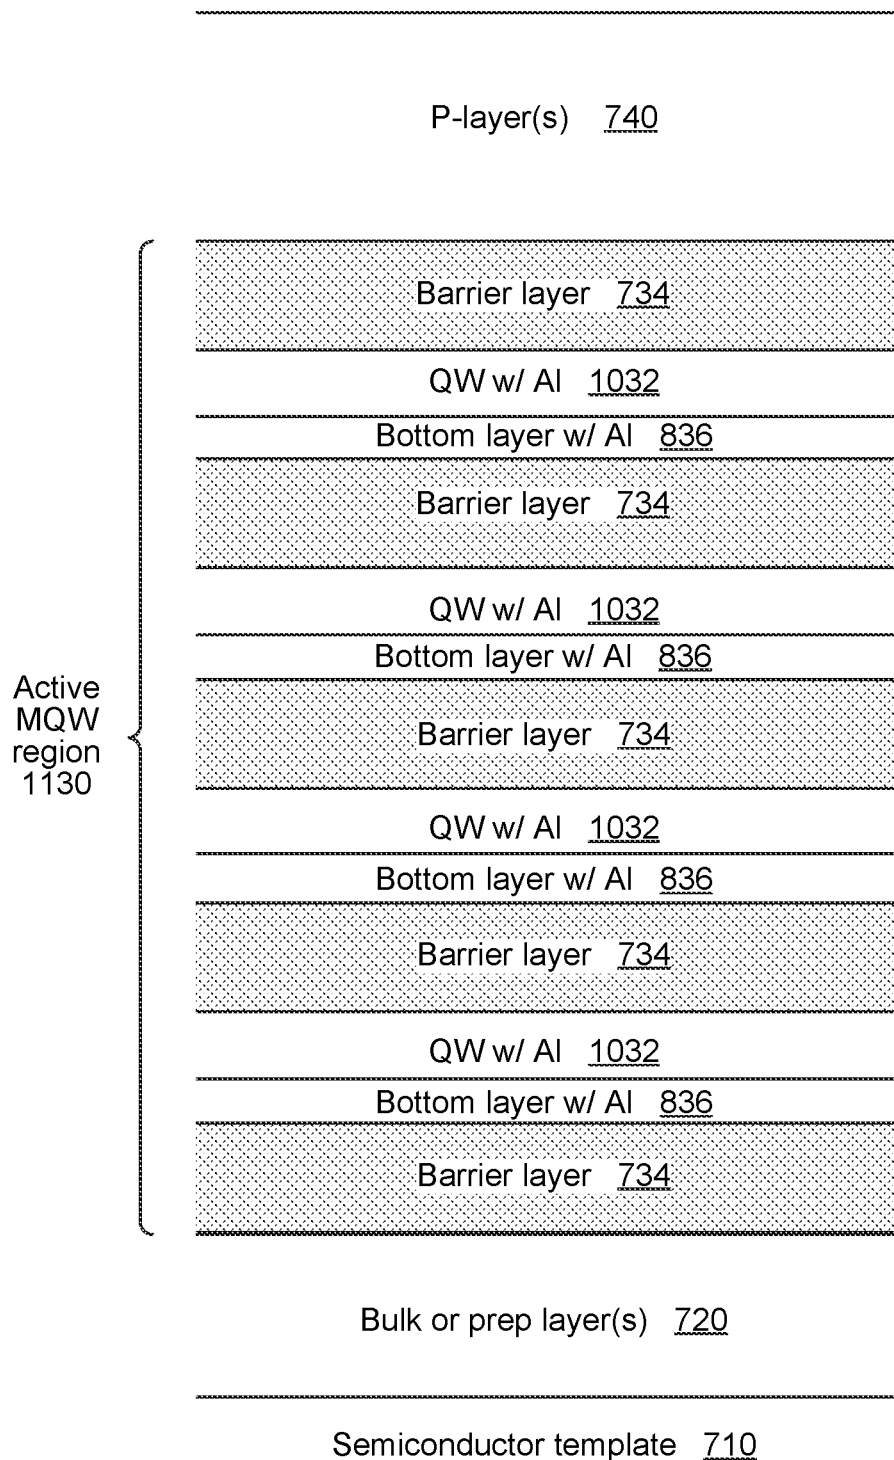 P-layer(s) 740
Barrier layer 734
QW w/ Al 1032
Bottom layer w/ Al 836
Barrier layer 734
QW w/ Al 1032
Bottom layer w/ Al 836
Active
MQW
region
1130
Barrier layer 734
QW w/ Al 1032
Bottom layer w/ Al 836
Barrier layer 734
QW w/ Al 1032
Bottom layer w/ Al 836
Barrier layer 734
Bulk or prep layer(s) 720
Semiconductor template 710